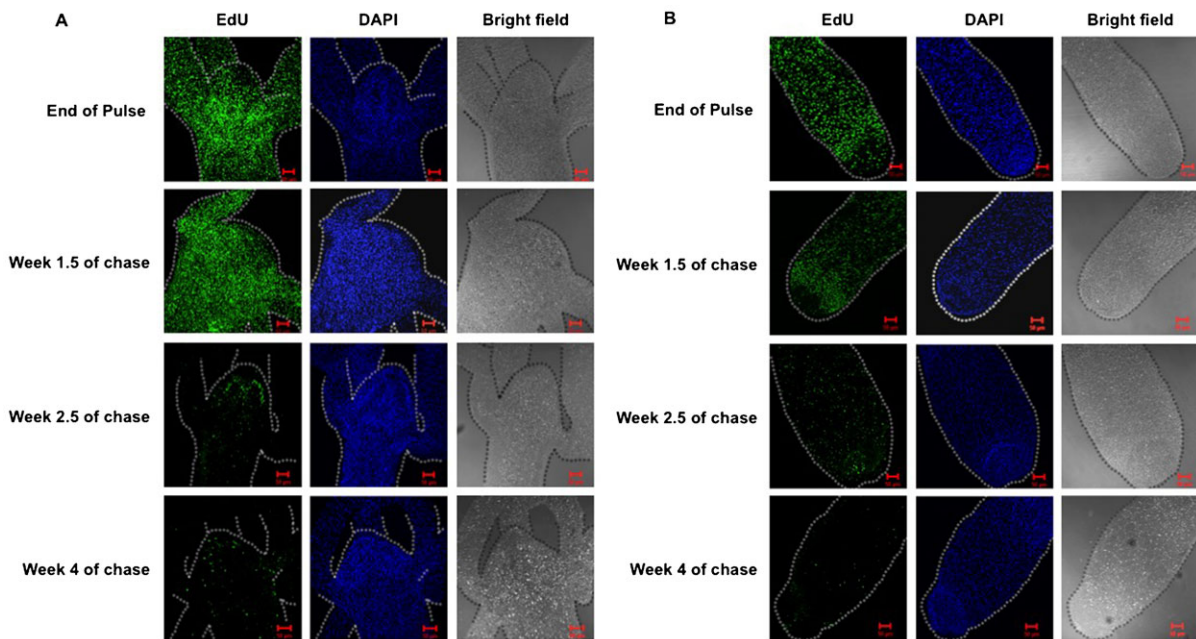 A EdU DAPI Bright field B EdU DAPI Bright field
End of Pulse End of Pulse
Week 1.5 of chase Week 1.5 of chase
Week 2.5 of chase Week 2.5 of chase
Week 4 of chase Week 4 of chase